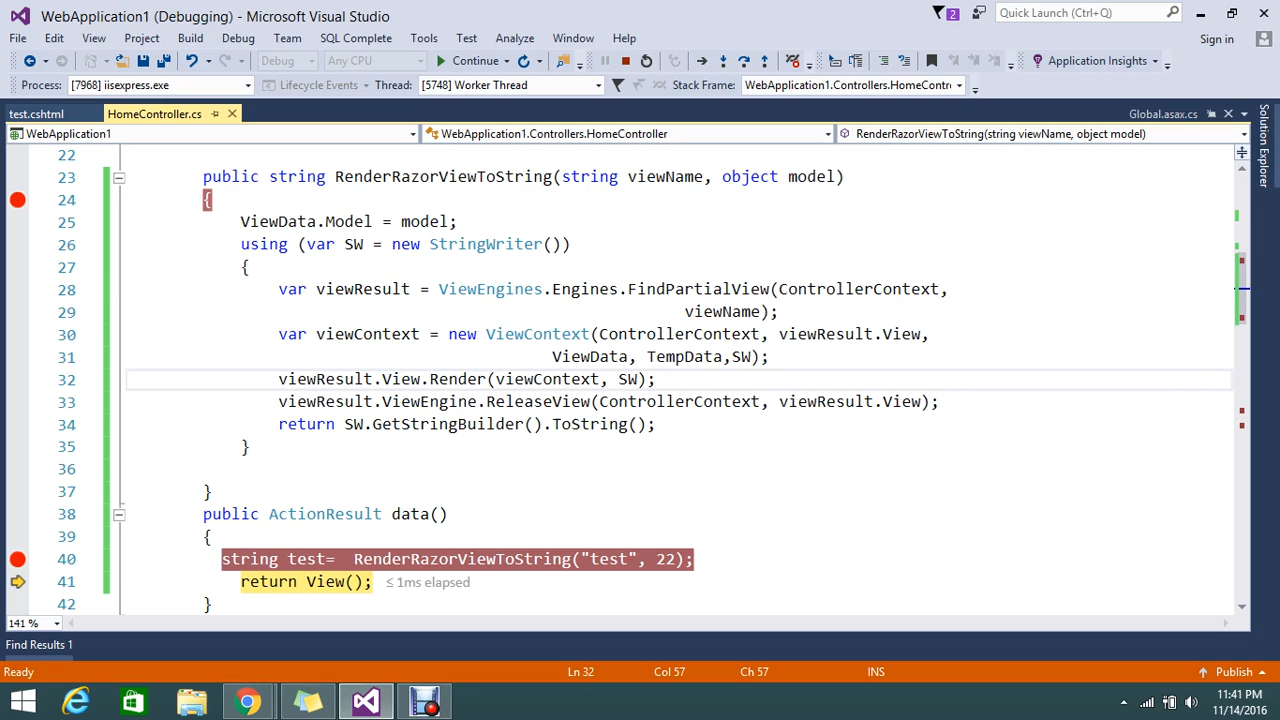 WebApplication1 (Debugging) - Microsoft Visual Studio
2
Quick Launch (Ctrl+Q)
File Edit View Project Build Debug Team SQL Complete Tools Test Analyze Window Help
Sign in
Debug Any CPU Continue Application Insights
Process: [7968] iisexpress.exe Lifecycle Events Thread: [5748] Worker Thread Stack Frame: WebApplication1.Controllers.HomeContr
test.cshtml HomeController.cs Global.asax.cs
WebApplication1 WebApplication1.Controllers.HomeController RenderRazorViewToString(string viewName, object model)
Solution Explorer
22
23 public string RenderRazorViewToString(string viewName, object model)
24 {
25 ViewData.Model = model;
26 using (var SW = new StringWriter())
27 {
28 var viewResult = ViewEngines.Engines.FindPartialView(ControllerContext,
29 viewName);
30 var viewContext = new ViewContext(ControllerContext, viewResult.View,
31 ViewData, TempData,SW);
32 viewResult.View.Render(viewContext, SW);
33 viewResult.ViewEngine.ReleaseView(ControllerContext, viewResult.View);
34 return SW.GetStringBuilder().ToString();
35 }
36
37 }
38 public ActionResult data()
39 {
40 string test= RenderRazorViewToString("test", 22);
41 return View(); ≤ 1ms elapsed
42 }
141 %
Find Results 1
Ready Ln 32 Col 57 Ch 57 INS Publish
11:41 PM
11/14/2016